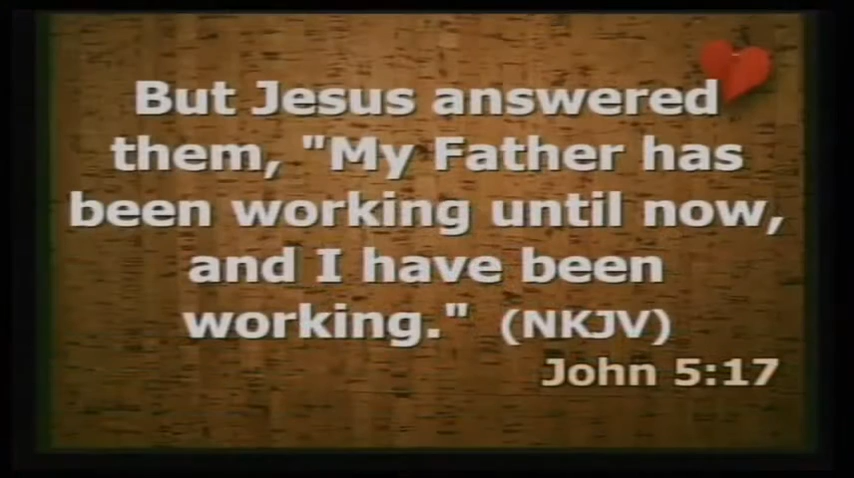 But Jesus answered
them, "My Father has
been working until now,
and I have been
working." (NKJV)
John 5:17